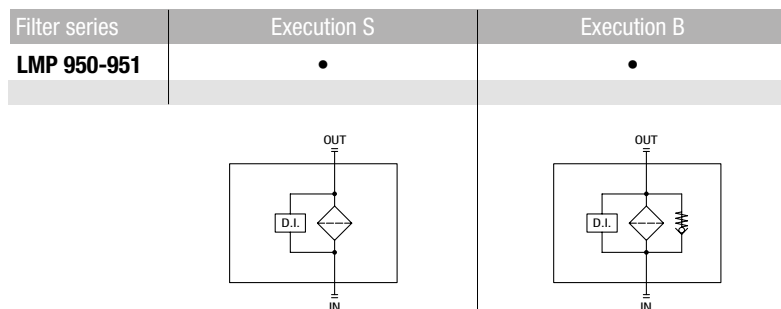 Filter series Execution S Execution B
LMP 950-951 • •
OUT OUT
D.I. D.I.
IN IN